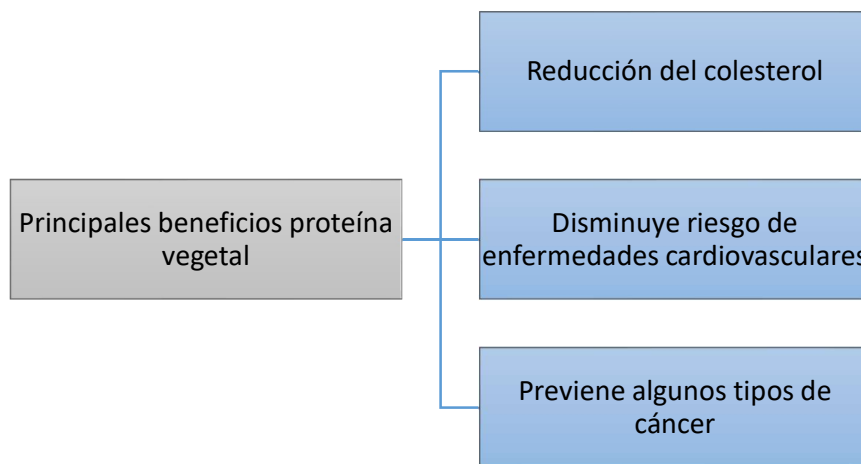 Reducción del colesterol
Principales beneficios proteína
vegetal
Disminuye riesgo de
enfermedades cardiovasculares
Previene algunos tipos de
cáncer